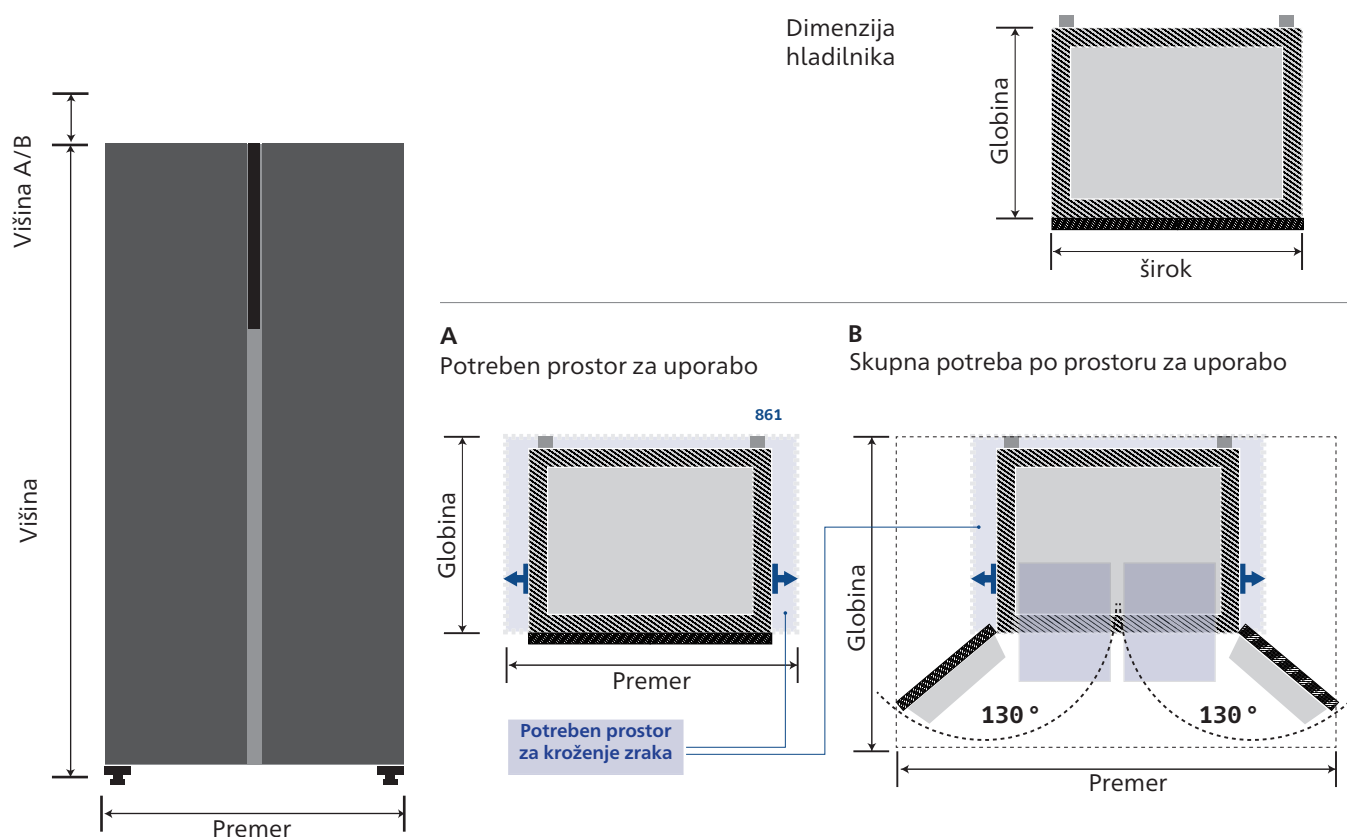 Dimenzija
hladilnika
Globina
širok
Višina A/B
Višina
Premer
A
Potreben prostor za uporabo
861
Globina
Premer
Potreben prostor
za kroženje zraka
B
Skupna potreba po prostoru za uporabo
Globina
130° 130°
Premer